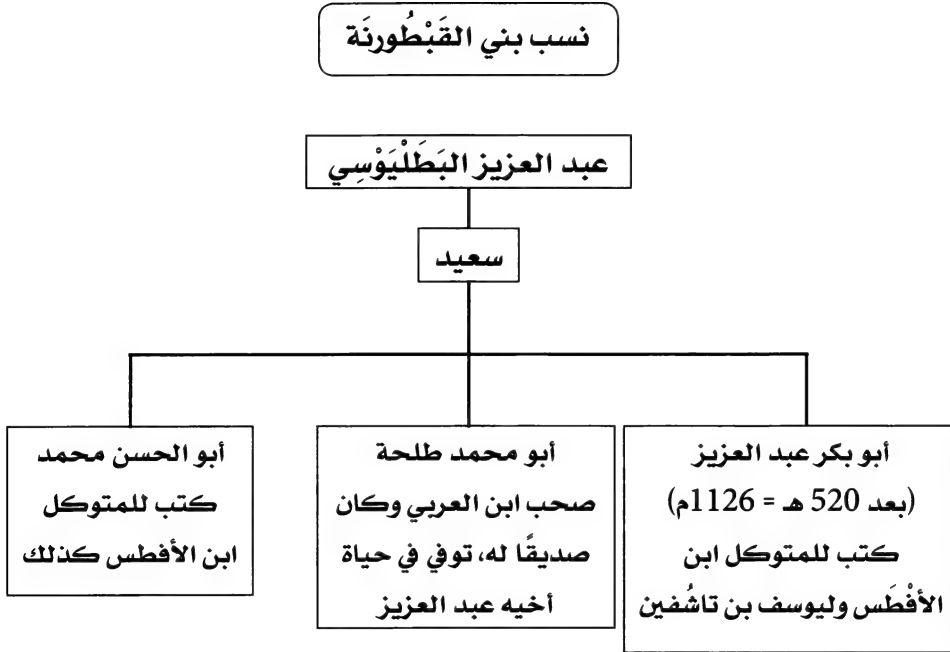 نسب بني القَبْطُورنَة
عبد العزيز البَطَلْيَوْسِي
سعيد
أبو بكر عبد العزيز
(بعد 520 هـ = 1126م)
كتب للمتوكل ابن
الأفْطَس وليوسف بن تاشُفين
أبو محمد طلحة
صحب ابن العربي وكان
صديقًا له، توفي في حياة
أخيه عبد العزيز
أبو الحسن محمد
كتب للمتوكل
ابن الأفطس كذلك